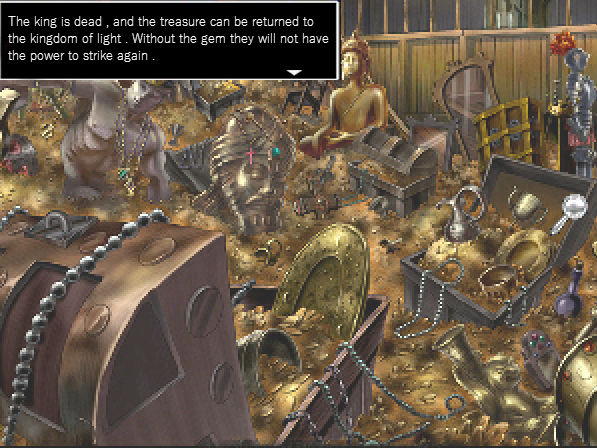 The king is dead , and the treasure can be returned to
the kingdom of light . Without the gem they will not have
the power to strike again .